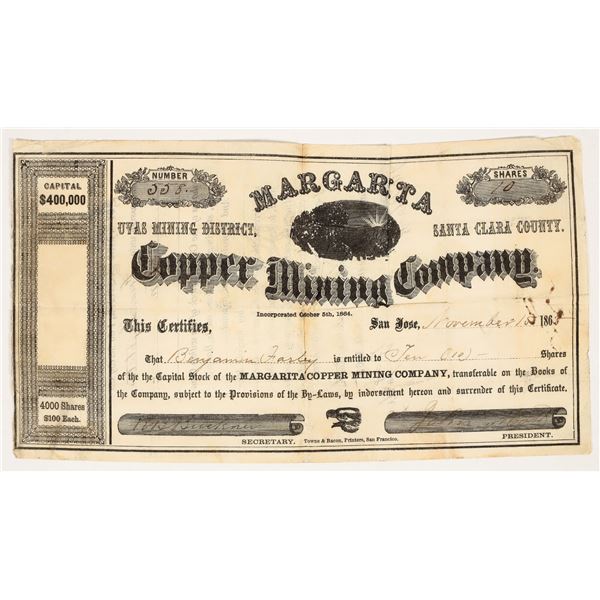 CAPITAL
$400,000
NUMBER
SHARES
10
MARGAR'TA
UVAS MINING DISTRICT,
SANTA CLARA COUNTY.
Copper Mining Company.
Incorporated October 5th, 1864.
This Certifies,
San Jose, November 186
That Benjamin is entitled to Ten (10) Shares
of the the Capital Stock of the MARGARITA COPPER MINING COMPANY, transferable on the Books of
the Company, subject to the Provisions of the By-Laws, by indorsement hereon and surrender of this Certificate.
4000 Shares
$100 Each.
SECRETARY.
Towne & Bacon, Printers, San Francisco.
PRESIDENT.